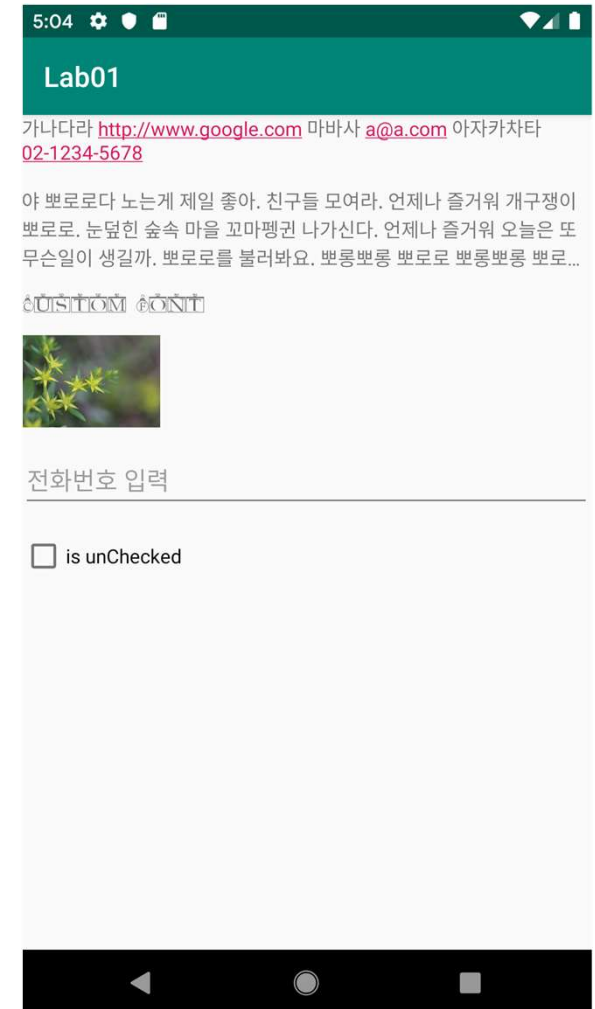 5:04
Lab01
가나다라 http://www.google.com 마바사 a@a.com 아자카차타
02-1234-5678
야 뽀로로다 노는게 제일 좋아. 친구들 모여라. 언제나 즐거워 개구쟁이
뽀로로. 눈덮힌 숲속 마을 꼬마펭귄 나가신다. 언제나 즐거워 오늘은 또
무슨일이 생길까. 뽀로로를 불러봐요. 뽀롱뽀롱 뽀로로 뽀롱뽀롱 뽀로...
CUSTOM FONT
전화번호 입력
is unChecked